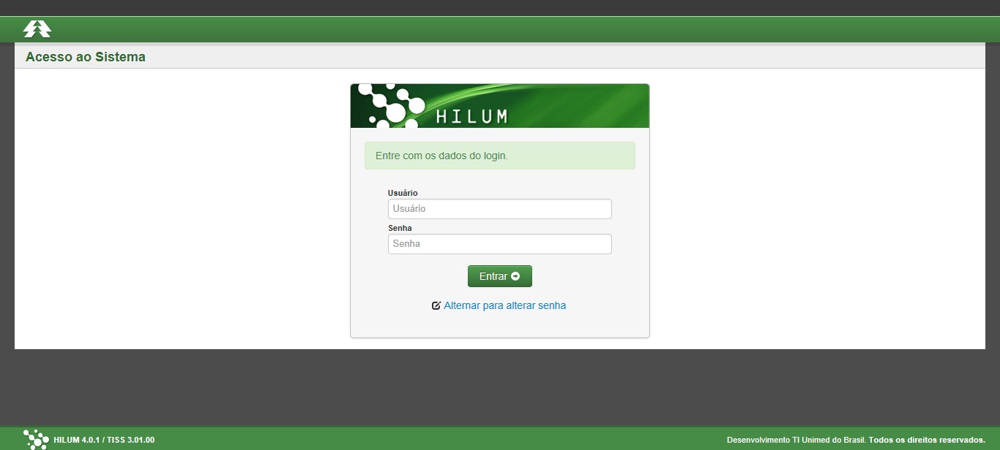 Acesso ao Sistema
HILUM
Entre com os dados do login.
Usuário
Usuário
Senha
Senha
Entrar
Alternar para alterar senha
HILUM 4.0.1 / TISS 3.01.00
Desenvolvimento TI Unimed do Brasil. Todos os direitos reservados.